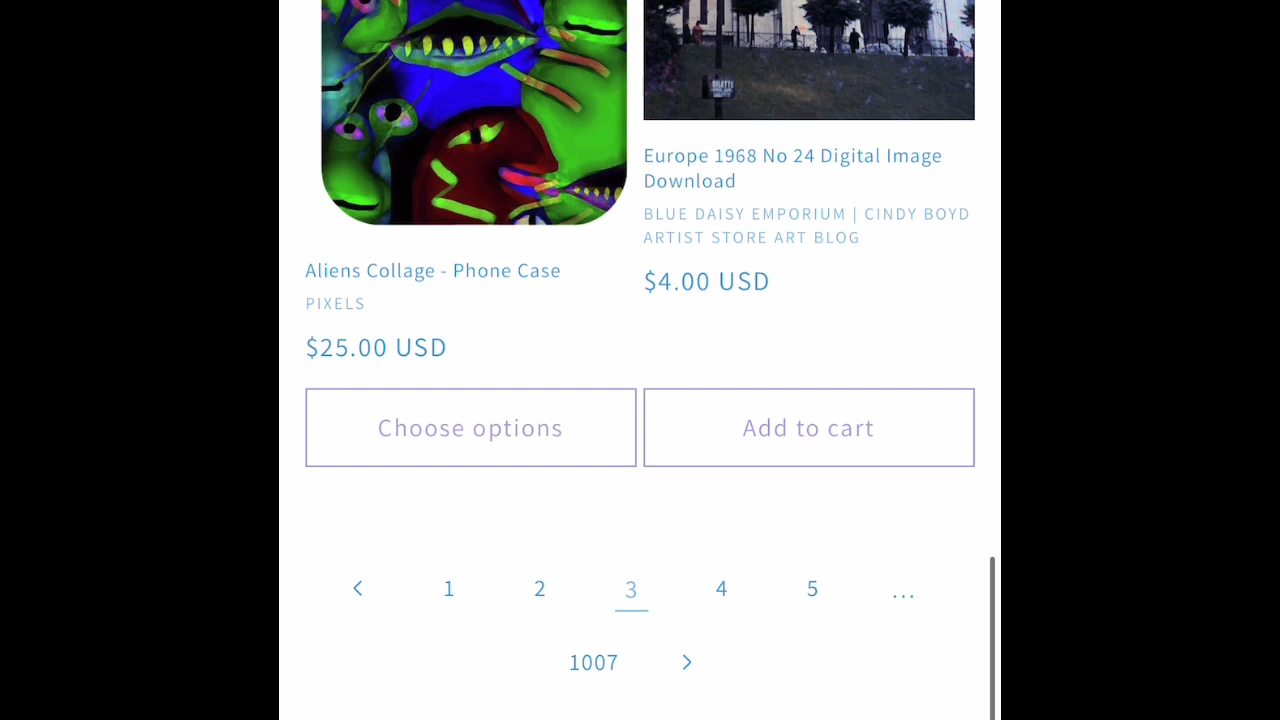 Aliens Collage - Phone Case
PIXELS
$25.00 USD
Choose options
Europe 1968 No 24 Digital Image
Download
BLUE DAISY EMPORIUM | CINDY BOYD
ARTIST STORE ART BLOG
$4.00 USD
Add to cart
1 2 3 4 5 ...
1007